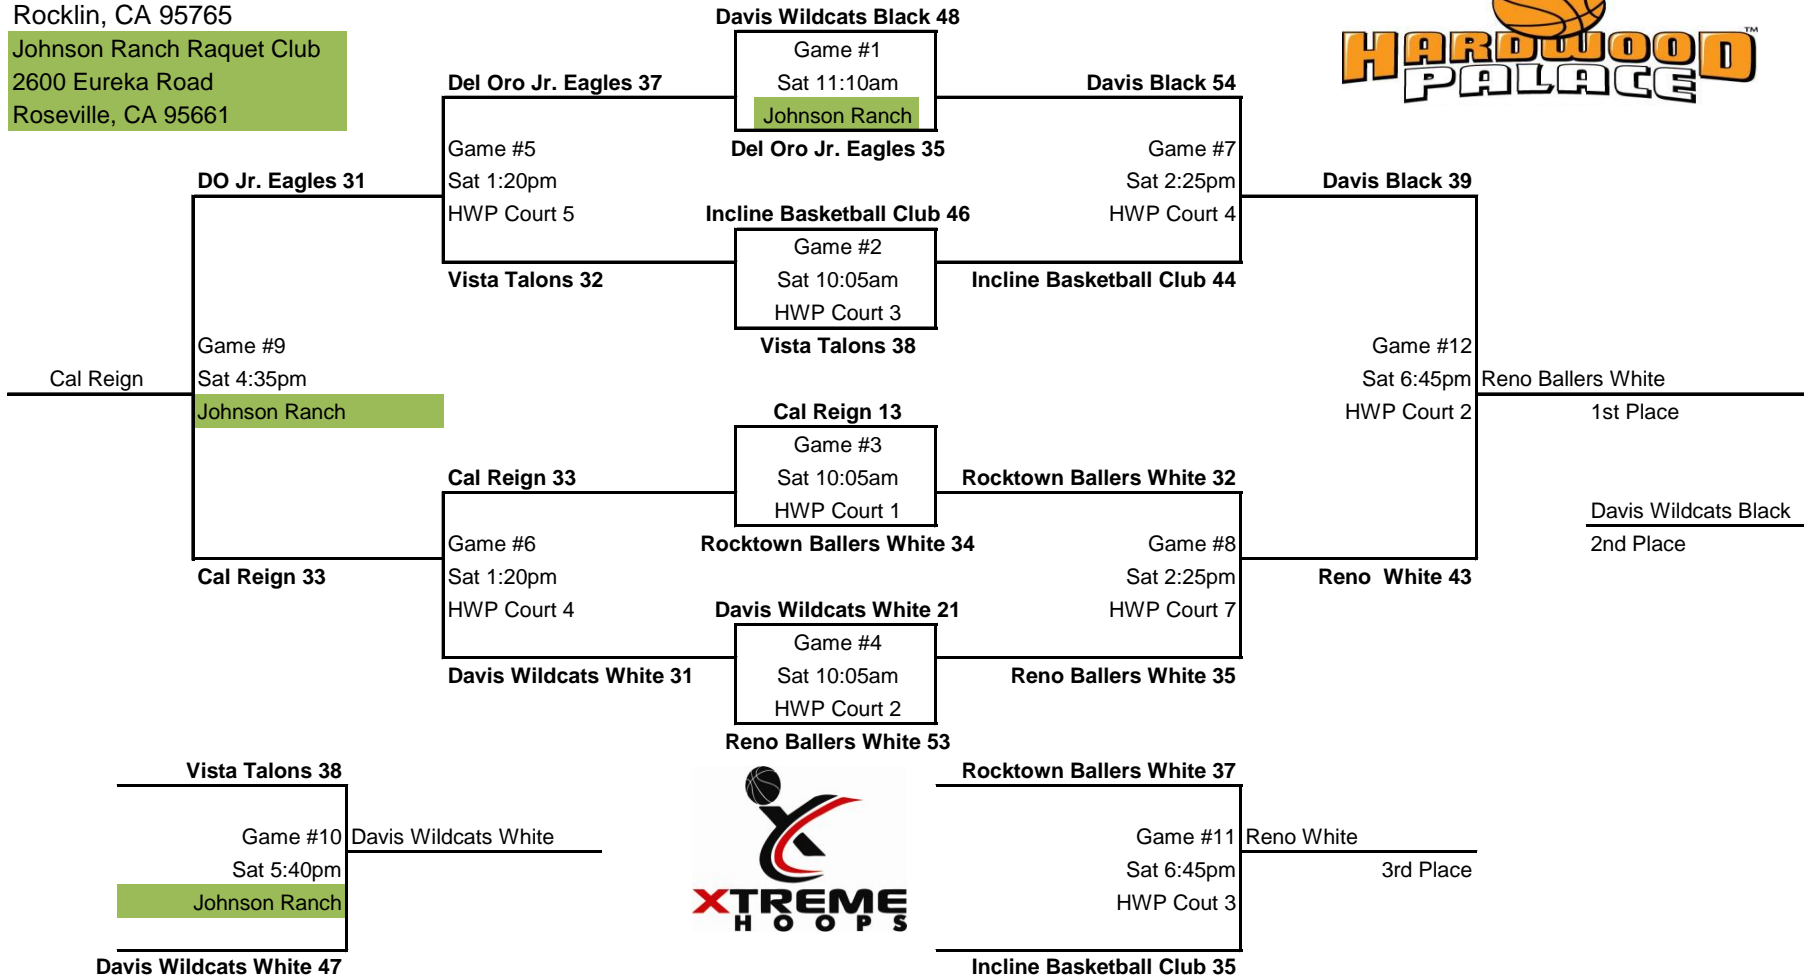 Rocklin, CA 95765
Johnson Ranch Raquet Club
2600 Eureka Road
Roseville, CA 95661
HARDWOOD
PALACE™
Davis Wildcats Black 48
Game #1
Sat 11:10am
Johnson Ranch
Del Oro Jr. Eagles 35
Del Oro Jr. Eagles 37
Game #5
Sat 1:20pm
HWP Court 5
Vista Talons 32
Davis Black 54
Game #7
Sat 2:25pm
HWP Court 4
Incline Basketball Club 44
Incline Basketball Club 46
Game #2
Sat 10:05am
HWP Court 3
Vista Talons 38
DO Jr. Eagles 31
Game #9
Sat 4:35pm
Johnson Ranch
Cal Reign
Cal Reign 33
Davis Black 39
Game #12
Sat 6:45pm
HWP Court 2
Reno  White 43
Reno Ballers White
1st Place
Davis Wildcats Black
2nd Place
Cal Reign 13
Game #3
Sat 10:05am
HWP Court 1
Rocktown Ballers White 34
Cal Reign 33
Game #6
Sat 1:20pm
HWP Court 4
Davis Wildcats White 31
Rocktown Ballers White 32
Game #8
Sat 2:25pm
HWP Court 7
Reno Ballers White 35
Davis Wildcats White 21
Game #4
Sat 10:05am
HWP Court 2
Reno Ballers White 53
Vista Talons 38
Game #10
Sat 5:40pm
Johnson Ranch
Davis Wildcats White 47
Davis Wildcats White
XTREME
HOOPS
Rocktown Ballers White 37
Game #11
Sat 6:45pm
HWP Cout 3
Incline Basketball Club 35
Reno White
3rd Place